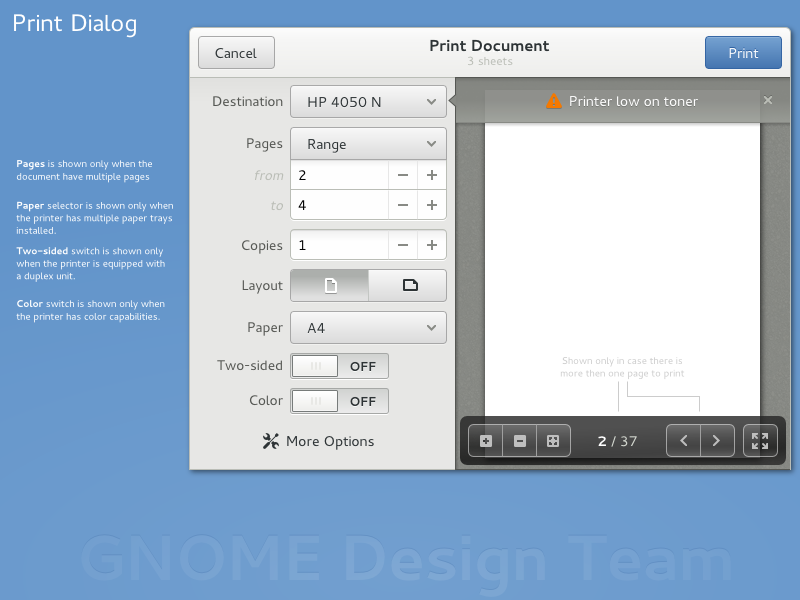 Print Dialog
Cancel
Print Document
3 sheets
Print
Destination
HP 4050 N
Printer low on toner
Pages
Range
from
2
to
4
Copies
1
Layout
Paper
A4
Two-sided
OFF
Color
OFF
More Options
Pages is shown only when the
document have multiple pages
Paper selector is shown only when
the printer has multiple paper trays
installed.
Two-sided switch is shown only
when the printer is equipped with
a duplex unit.
Color switch is shown only when
the printer has color capabilities.
Shown only in case there is
more then one page to print
2 / 37
GNOME Design Team